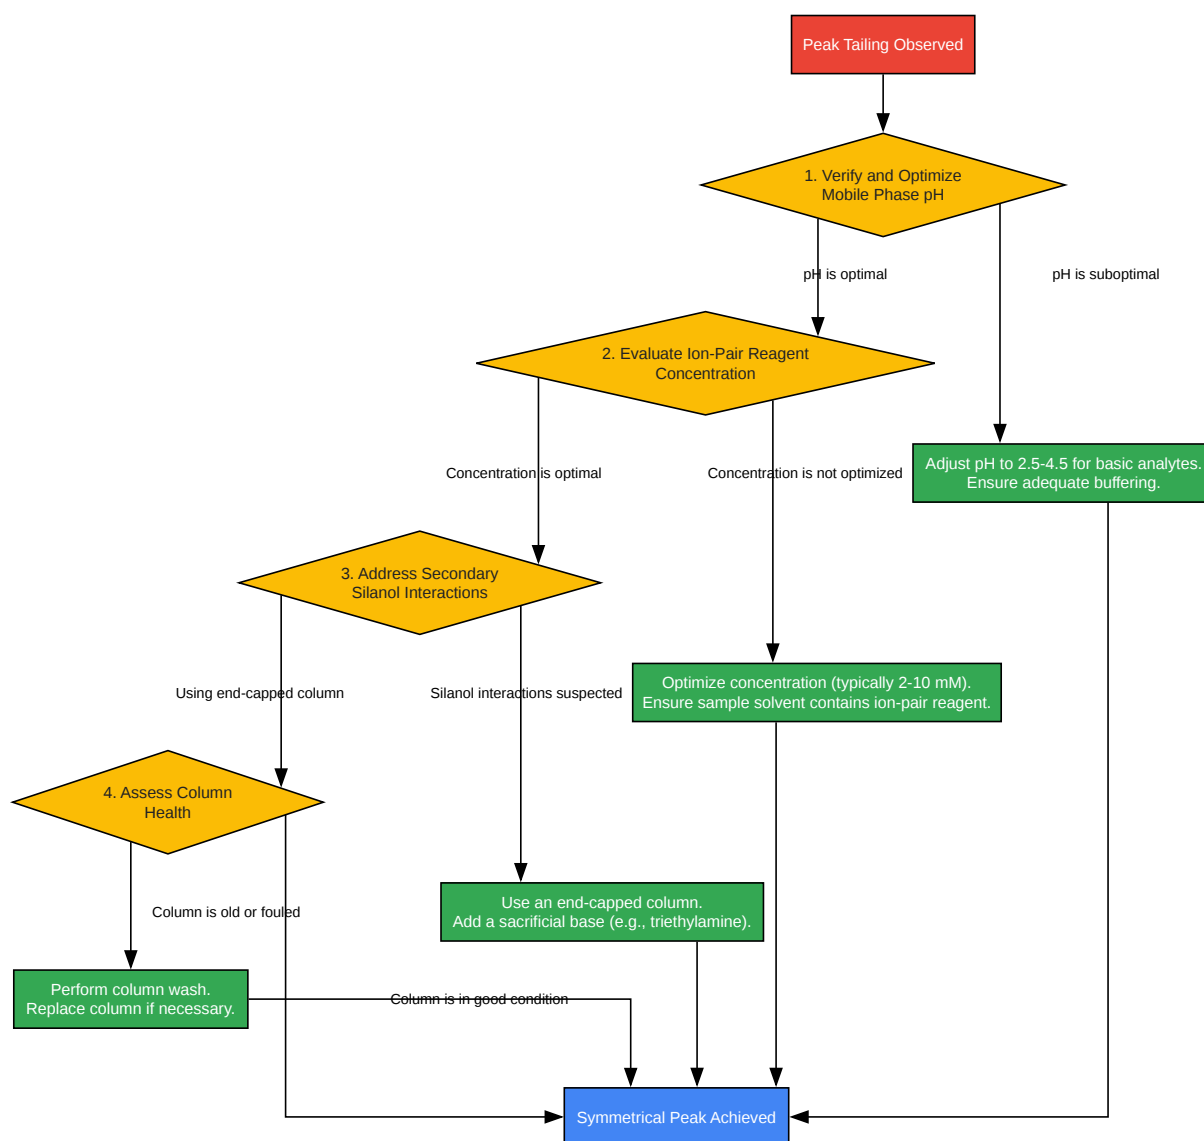 Peak Tailing Observed
1. Verify and Optimize
Mobile Phase pH
pH is optimal
pH is suboptimal
2. Evaluate Ion-Pair Reagent
Concentration
Concentration is optimal
Concentration is not optimized
Adjust pH to 2.5-4.5 for basic analytes.
Ensure adequate buffering.
3. Address Secondary
Silanol Interactions
Using end-capped column
Silanol interactions suspected
Optimize concentration (typically 2-10 mM).
Ensure sample solvent contains ion-pair reagent.
4. Assess Column
Health
Column is old or fouled
Use an end-capped column.
Add a sacrificial base (e.g., triethylamine).
Perform column wash.
Replace column if necessary.
Column is in good condition
Symmetrical Peak Achieved